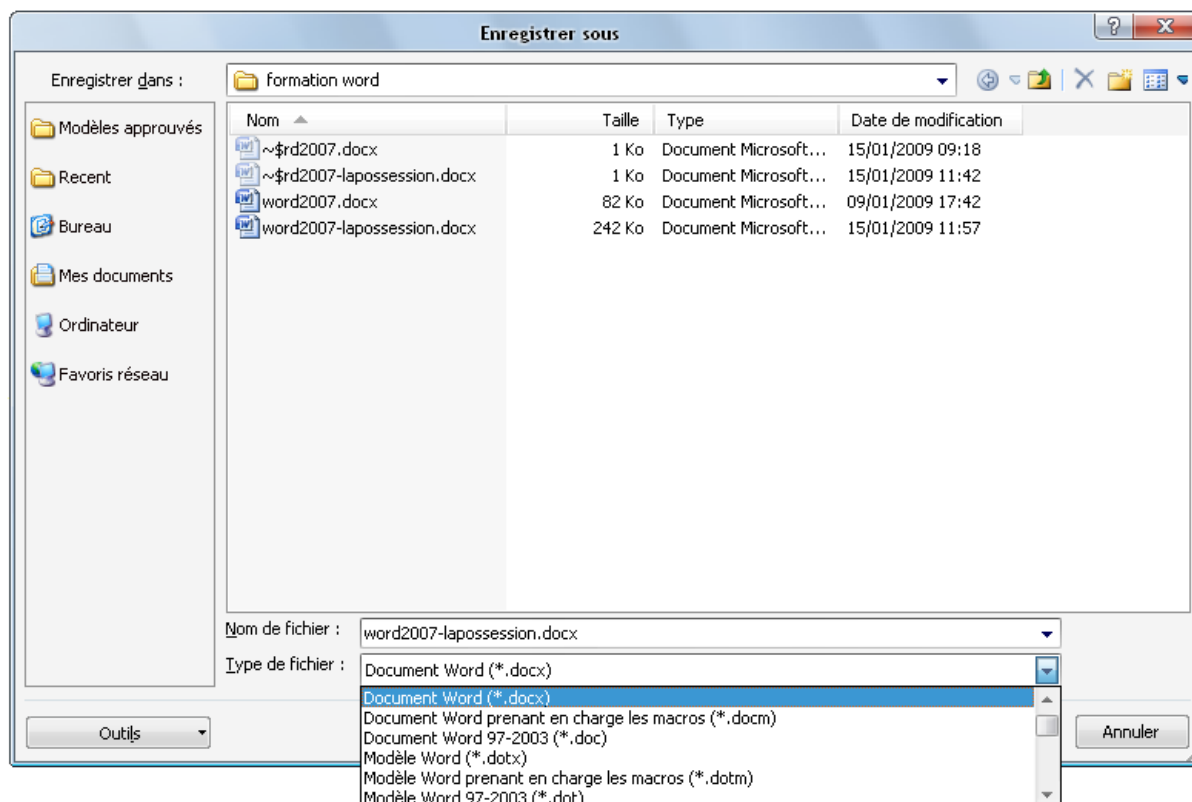 Enregistrer sous
Enregistrer dans :
formation word
Modèles approuvés
Recent
Bureau
Mes documents
Ordinateur
Favoris réseau
Nom Taille Type Date de modification
~$rd2007.docx 1 Ko Document Microsoft... 15/01/2009 09:18
~$rd2007-lapossession.docx 1 Ko Document Microsoft... 15/01/2009 11:42
word2007.docx 82 Ko Document Microsoft... 09/01/2009 17:42
word2007-lapossession.docx 242 Ko Document Microsoft... 15/01/2009 11:57
Nom de fichier : word2007-lapossession.docx
Type de fichier : Document Word (*.docx)
Document Word (*.docx)
Document Word prenant en charge les macros (*.docm)
Document Word 97-2003 (*.doc)
Modèle Word (*.dotx)
Modèle Word prenant en charge les macros (*.dotm)
Modèle Word 97-2003 (*.dot)
Outils
Annuler